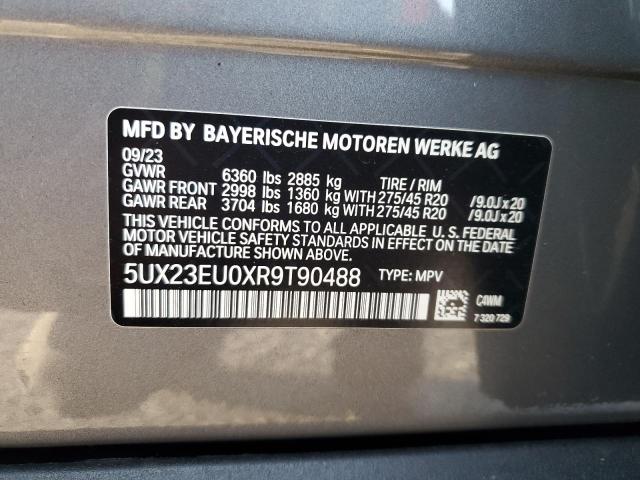 MFD BY BAYERISCHE MOTOREN WERKE AG
09/23
GVWR 6360 lbs 2885 kg TIRE / RIM
GAWR FRONT 2998 lbs 1360 kg WITH 275/45 R20 /9.0J x 20
GAWR REAR 3704 lbs 1680 kg WITH 275/45 R20 /9.0J x 20
THIS VEHICLE CONFORMS TO ALL APPLICABLE U.S. FEDERAL
MOTOR VEHICLE SAFETY STANDARDS IN EFFECT ON THE DATE
OF MANUFACTURE SHOWN ABOVE.
5UX23EU0XR9T90488 TYPE: MPV
C4WM
7 320 729